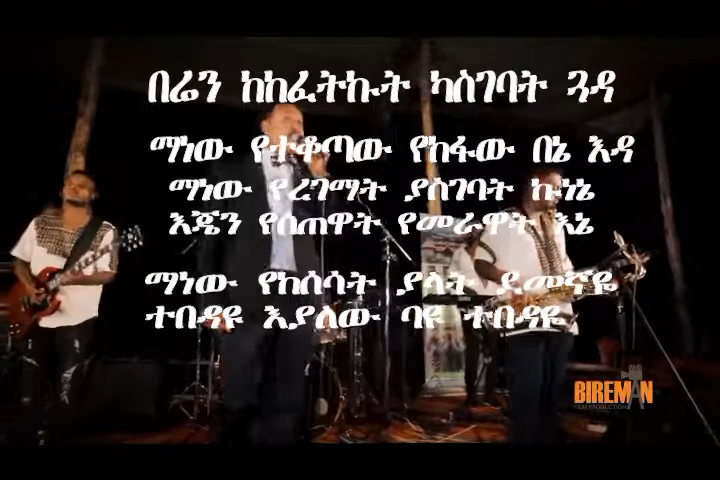 በሬን ከከፈትኩት ካስገባት ጓዳ
ማነው የተቆጣው የከፋው በኔ እዳ
ማነው የረገማት ያስገባት ኩነኔ
እጄን የሰጠዋት የመራዋት እኔ
ማነው የከሰሳት ያላት ደመኛዬ
ተበዳዩ እያለው ባዩ ተበዳዬ
BIREMAN